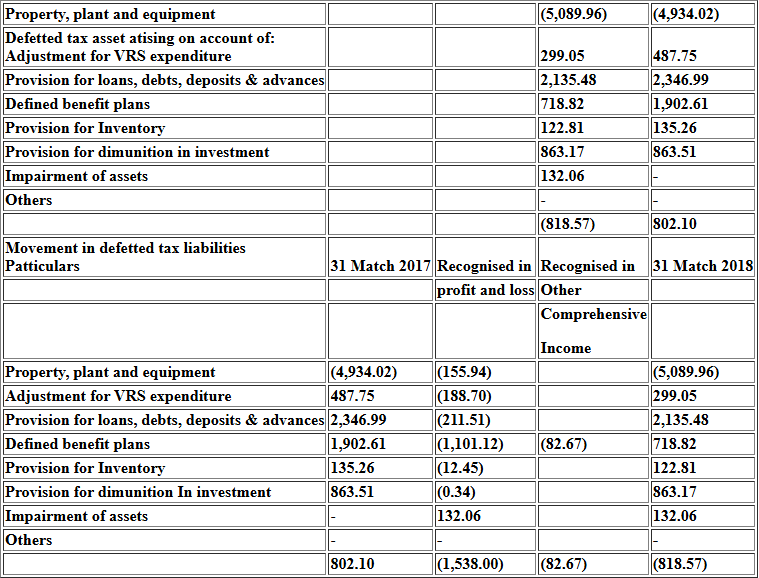 Property, plant and equipment (5,089.96) (4,934.02)
Defetted tax asset atising on account of:
Adjustment for VRS expenditure 299.05 487.75
Provision for loans, debts, deposits & advances 2,135.48 2,346.99
Defined benefit plans 718.82 1,902.61
Provision for Inventory 122.81 135.26
Provision for dimunition in investment 863.17 863.51
Impairment of assets 132.06 -
Others - -
(818.57) 802.10
Movement in defetted tax liabilities
Patticulars 31 Match 2017 Recognised in Recognised in 31 Match 2018
profit and loss Other
Comprehensive
Income
Property, plant and equipment (4,934.02) (155.94) (5,089.96)
Adjustment for VRS expenditure 487.75 (188.70) 299.05
Provision for loans, debts, deposits & advances 2,346.99 (211.51) 2,135.48
Defined benefit plans 1,902.61 (1,101.12) (82.67) 718.82
Provision for Inventory 135.26 (12.45) 122.81
Provision for dimunition In investment 863.51 (0.34) 863.17
Impairment of assets - 132.06 132.06
Others - - -
802.10 (1,538.00) (82.67) (818.57)